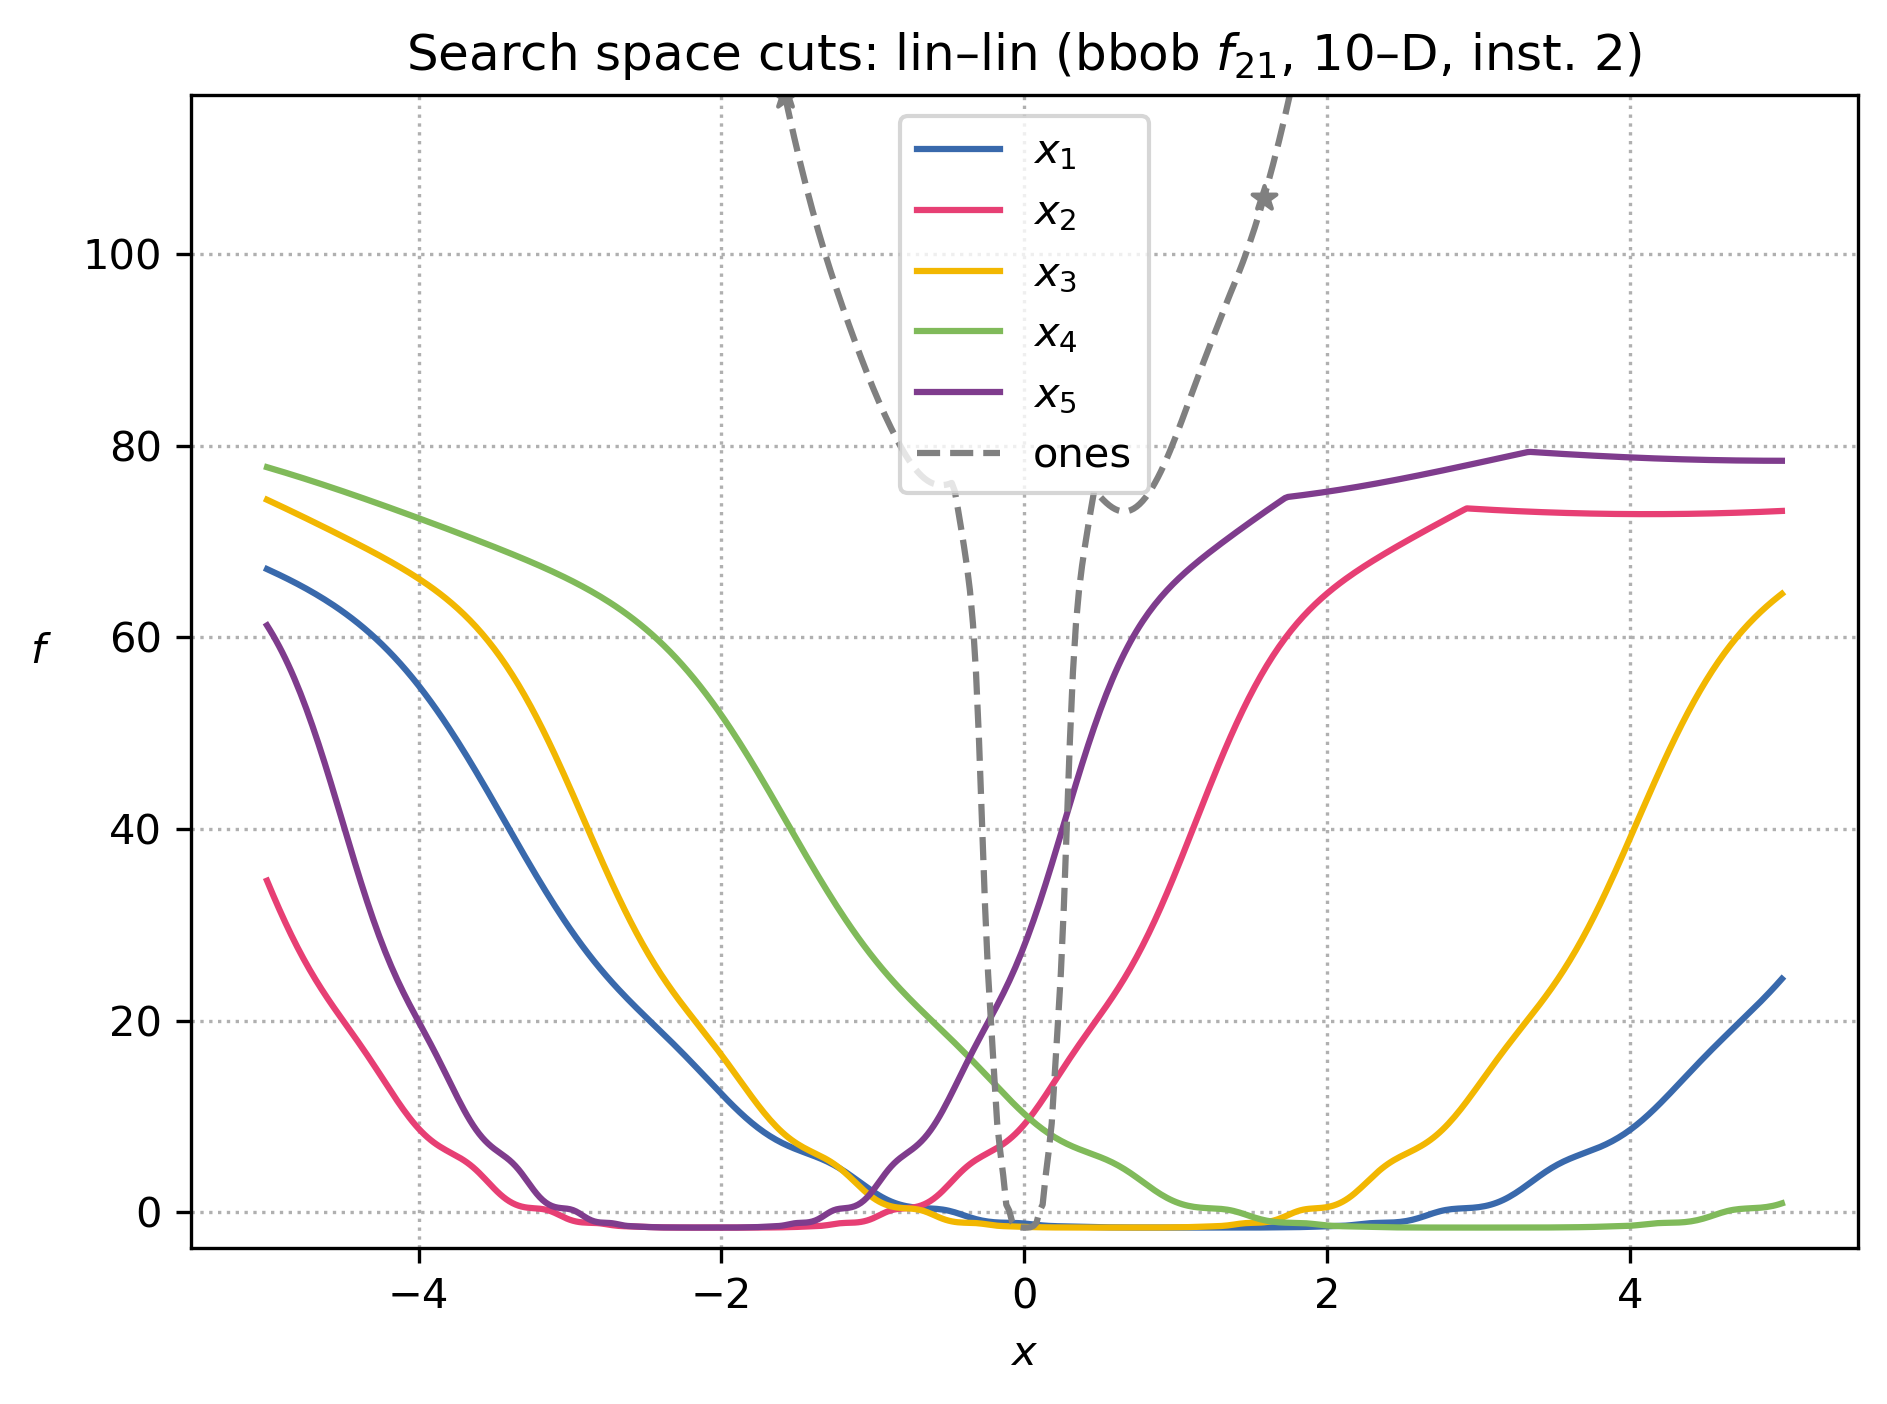 Search space cuts: lin–lin (bbob f₂₁, 10–D, inst. 2)
x₁
x₂
x₃
x₄
x₅
ones
100
80
60
40
20
0
f
−4 −2 0 2 4
x